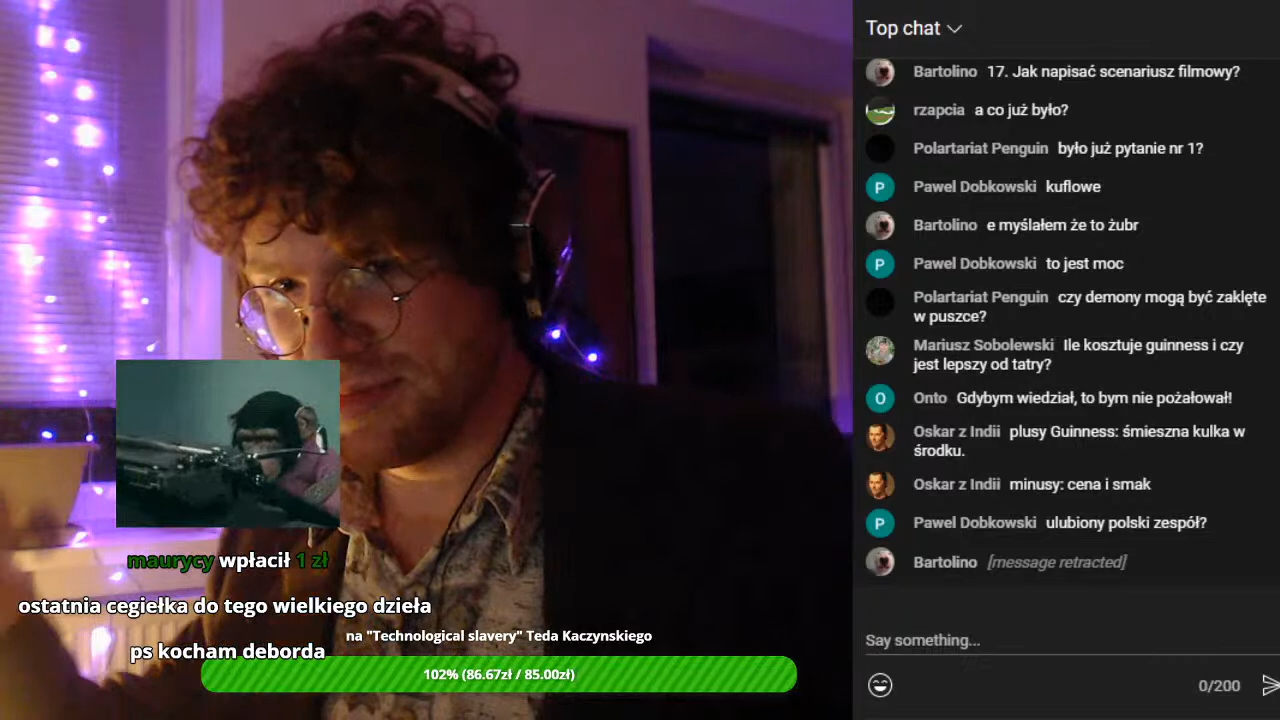 Top chat
Bartolino 17. Jak napisać scenariusz filmowy?
rzapcia a co już było?
Polartariat Penguin było już pytanie nr 1?
P Pawel Dobkowski kuflowe
Bartolino e myślałem że to żubr
P Pawel Dobkowski to jest moc
Polartariat Penguin czy demony mogą być zaklęte
w puszce?
Mariusz Sobolewski Ile kosztuje guinness i czy
jest lepszy od tatry?
O Onto Gdybym wiedział, to bym nie pożałował!
Oskar z Indii plusy Guinness: śmieszna kulka w
środku.
Oskar z Indii minusy: cena i smak
P Pawel Dobkowski ulubiony polski zespół?
Bartolino [message retracted]
Say something...
0/200
maurycy wpłacił 1 zł
ostatnia cegiełka do tego wielkiego dzieła
ps kocham deborda
na "Technological slavery" Teda Kaczynskiego
102% (86.67zł / 85.00zł)